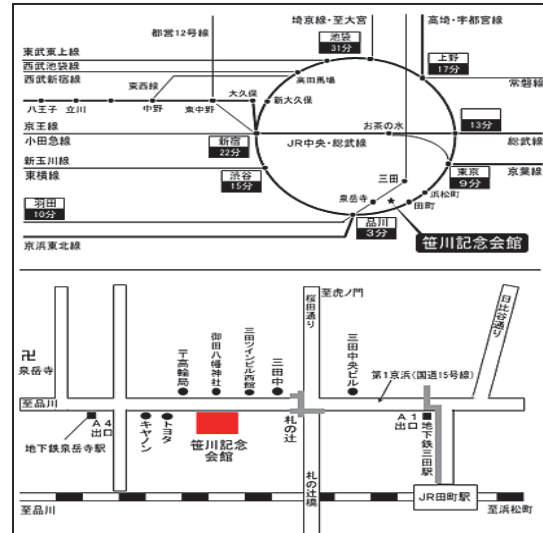 都営12号線
埼京線・至大宮
高崎・宇都宮線
東武東上線
西武池袋線
西武新宿線
池袋
31分
上野
17分
常磐線
高田馬場
東西線
大久保
新大久保
八王子
立川
中野
東中野
お茶の水
13分
京王線
小田急線
新宿
22分
JR中央・総武線
総武線
新玉川線
東横線
渋谷
15分
三田
東京
9分
京葉線
羽田
10分
泉岳寺
浜松町
田町
品川
3分
京浜東北線
笹川記念会館
至虎ノ門
桜田通り
日比谷通り
卍
泉岳寺
〒高輪局
御田八幡神社
三田ツインビル西館
三田中
三田中央ビル
第1京浜(国道15号線)
至品川
A4
出口
地下鉄泉岳寺駅
キヤノン
トヨタ
笹川記念
会館
札の辻
A1
出口
地下鉄三田駅
札の辻橋
JR田町駅
至品川
至浜松町